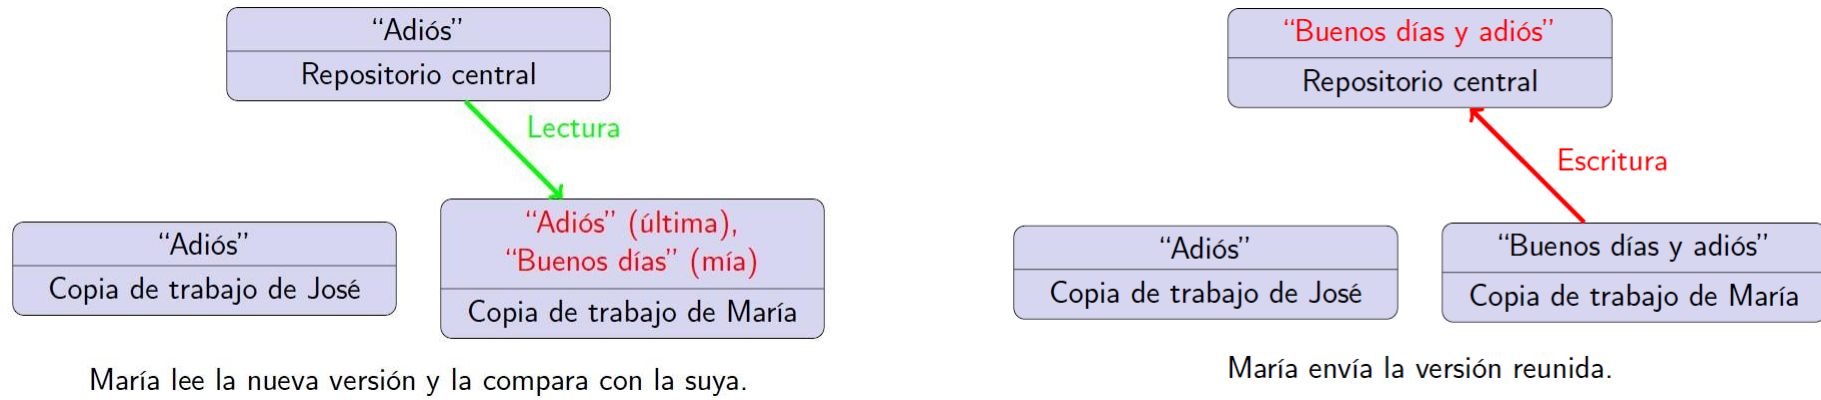 “Adiós”
Repositorio central
Lectura
“Adiós”
Copia de trabajo de José
“Adiós” (última),
“Buenos días” (mía)
Copia de trabajo de María
María lee la nueva versión y la compara con la suya.
“Buenos días y adiós”
Repositorio central
Escritura
“Adiós”
Copia de trabajo de José
“Buenos días y adiós”
Copia de trabajo de María
María envía la versión reunida.